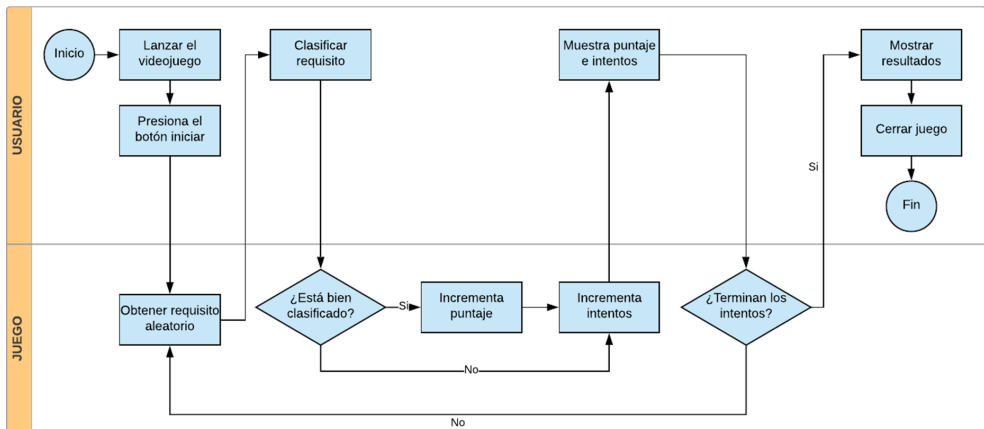 USUARIO
Inicio
Lanzar el
videojuego
Presiona el
botón iniciar
Clasificar
requisito
Muestra puntaje
e intentos
Mostrar
resultados
Cerrar juego
Fin
Si
JUEGO
Obtener requisito
aleatorio
¿Está bien
clasificado?
Si
Incrementa
puntaje
Incrementa
intentos
¿Terminan los
intentos?
No
No